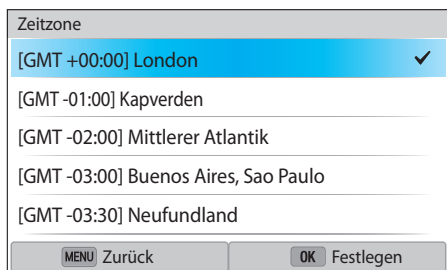 Zeitzone
[GMT +00:00] London
[GMT -01:00] Kapverden
[GMT -02:00] Mittlerer Atlantik
[GMT -03:00] Buenos Aires, Sao Paulo
[GMT -03:30] Neufundland
MENU Zurück OK Festlegen